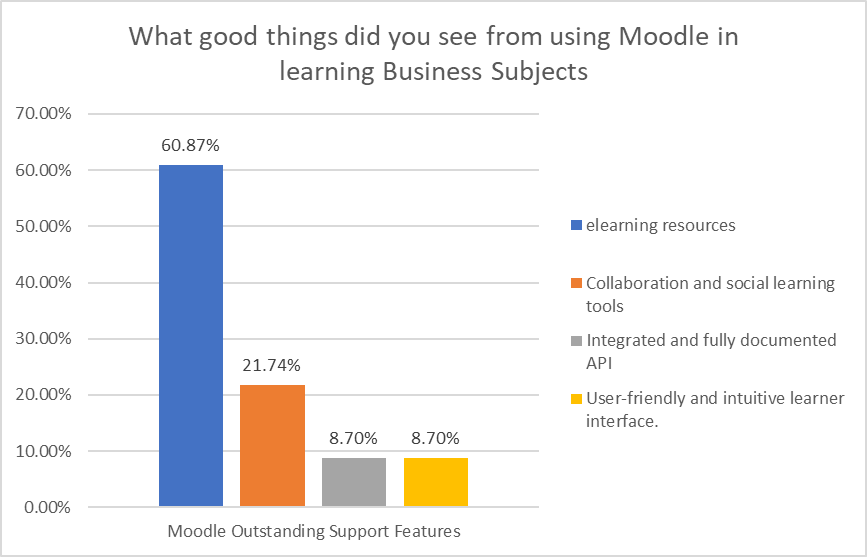 What good things did you see from using Moodle in
learning Business Subjects
70.00%
60.00%
50.00%
40.00%
30.00%
20.00%
10.00%
0.00%
60.87%
21.74%
8.70%
8.70%
Moodle Outstanding Support Features
elearning resources
Collaboration and social learning
tools
Integrated and fully documented
API
User-friendly and intuitive learner
interface.